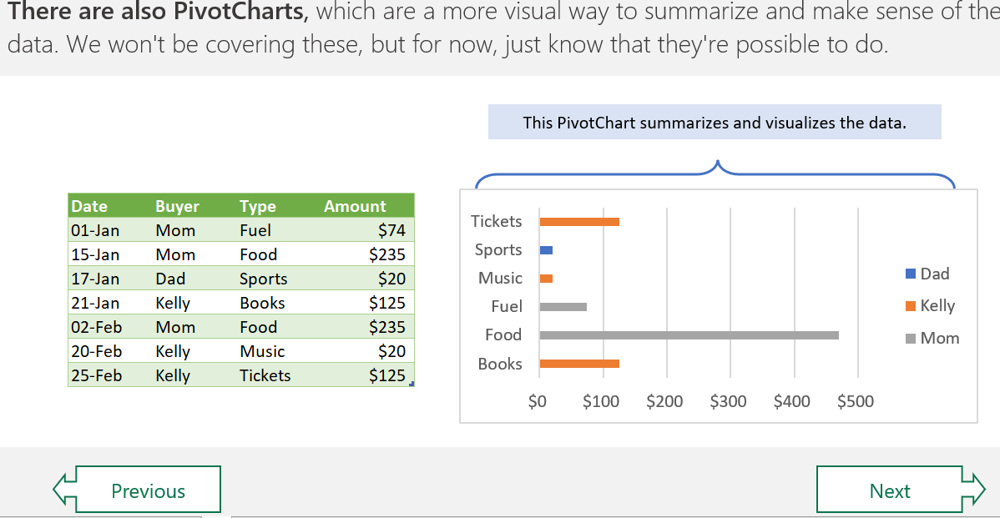 There are also PivotCharts, which are a more visual way to summarize and make sense of the
data. We won't be covering these, but for now, just know that they're possible to do.
This PivotChart summarizes and visualizes the data.
Date Buyer Type Amount
01-Jan Mom Fuel $74
15-Jan Mom Food $235
17-Jan Dad Sports $20
21-Jan Kelly Books $125
02-Feb Mom Food $235
20-Feb Kelly Music $20
25-Feb Kelly Tickets $125
Tickets
Sports
Music
Fuel
Food
Books
$0 $100 $200 $300 $400 $500
Dad
Kelly
Mom
Previous
Next